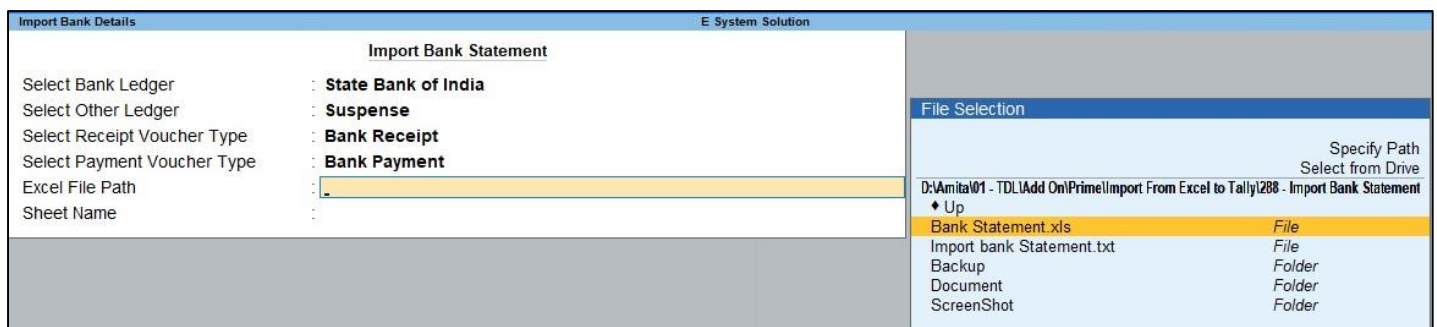 Import Bank Details E System Solution
Import Bank Statement
Select Bank Ledger : State Bank of India
Select Other Ledger : Suspense
Select Receipt Voucher Type : Bank Receipt
Select Payment Voucher Type : Bank Payment
Excel File Path :
Sheet Name :
File Selection
Specify Path
Select from Drive
D:\Amita\01 - TDL\Add On\Prime\Import From Excel to Tally\288 - Import Bank Statement
♦ Up
Bank Statement.xls File
Import bank Statement.txt File
Backup Folder
Document Folder
ScreenShot Folder